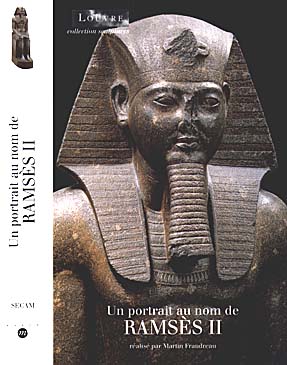 Un portrait au nom de
RAMSÈS II
SECAM
m
LOUVRE
collection sculptures
Un portrait au nom de
RAMSÈS II
réalisé par Martin Fraudreau